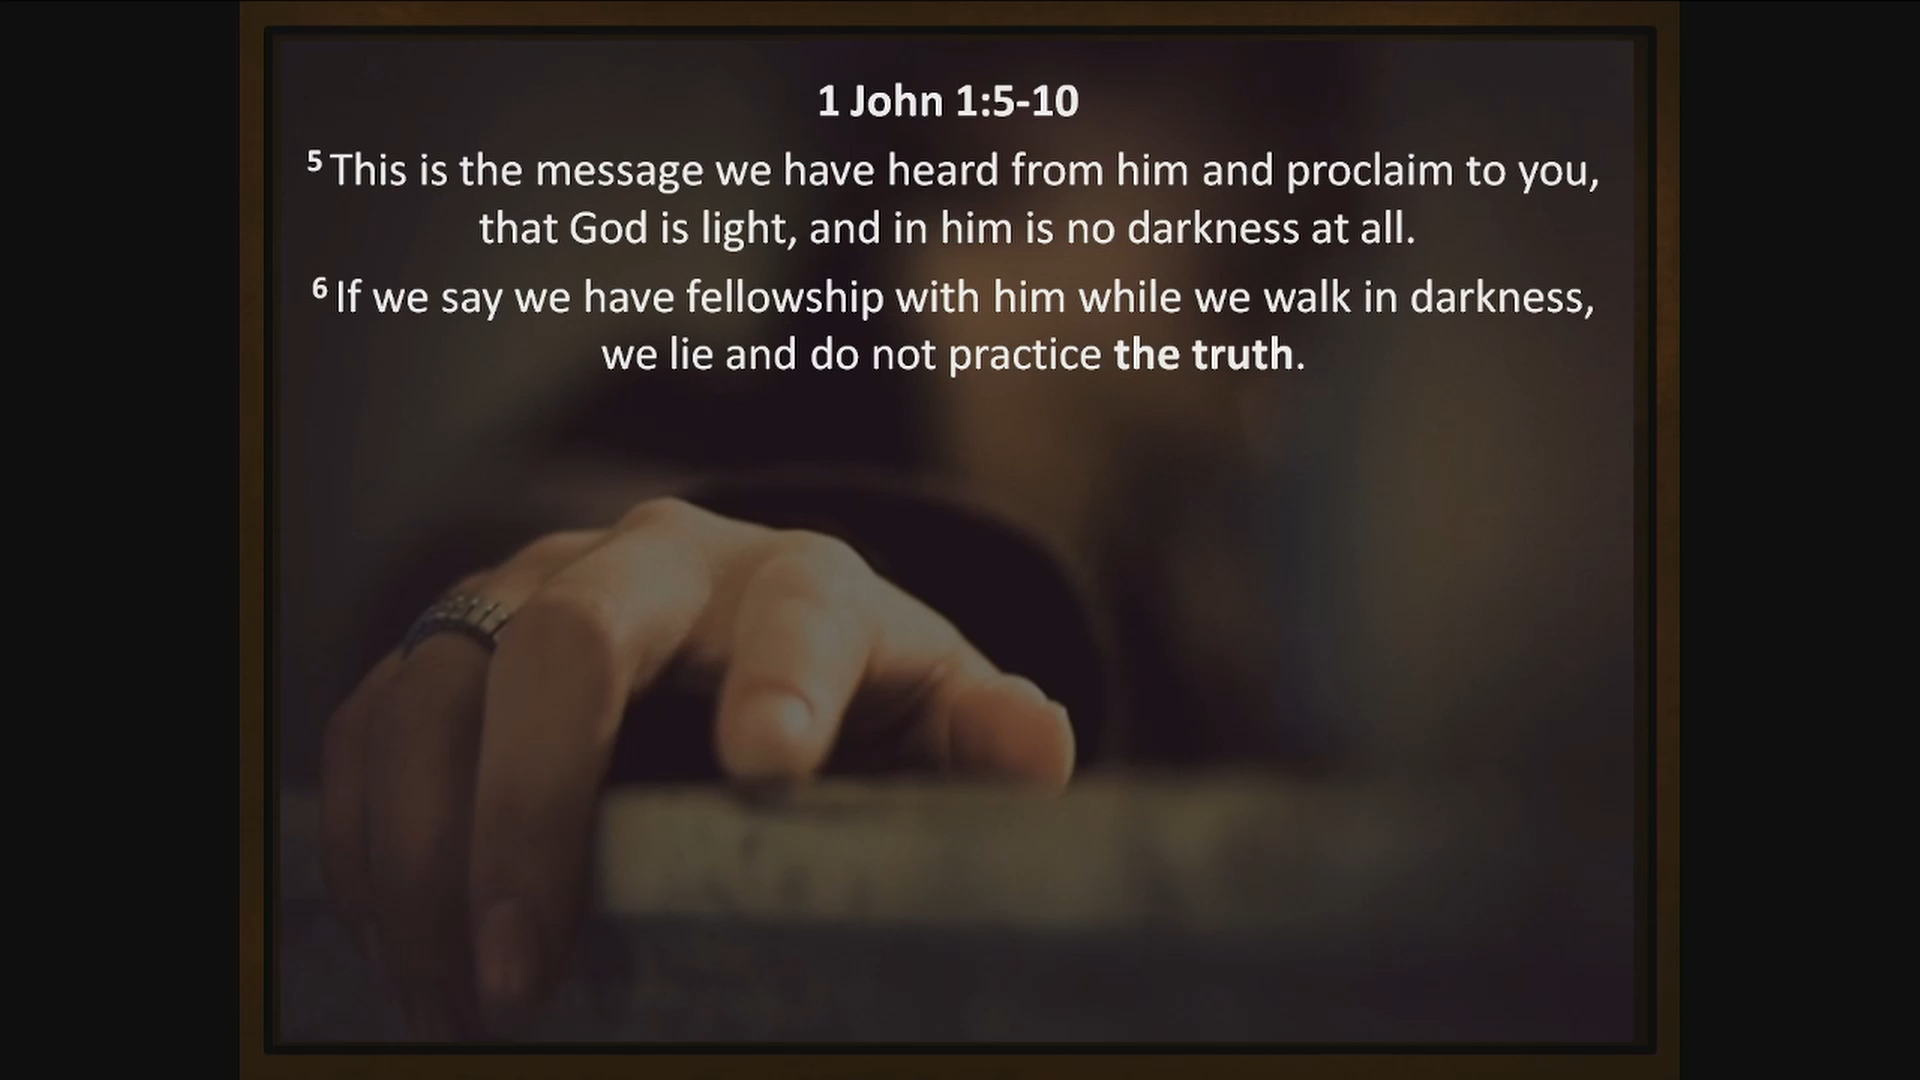 1 John 1:5-10
5 This is the message we have heard from him and proclaim to you,
that God is light, and in him is no darkness at all.
6 If we say we have fellowship with him while we walk in darkness,
we lie and do not practice the truth.